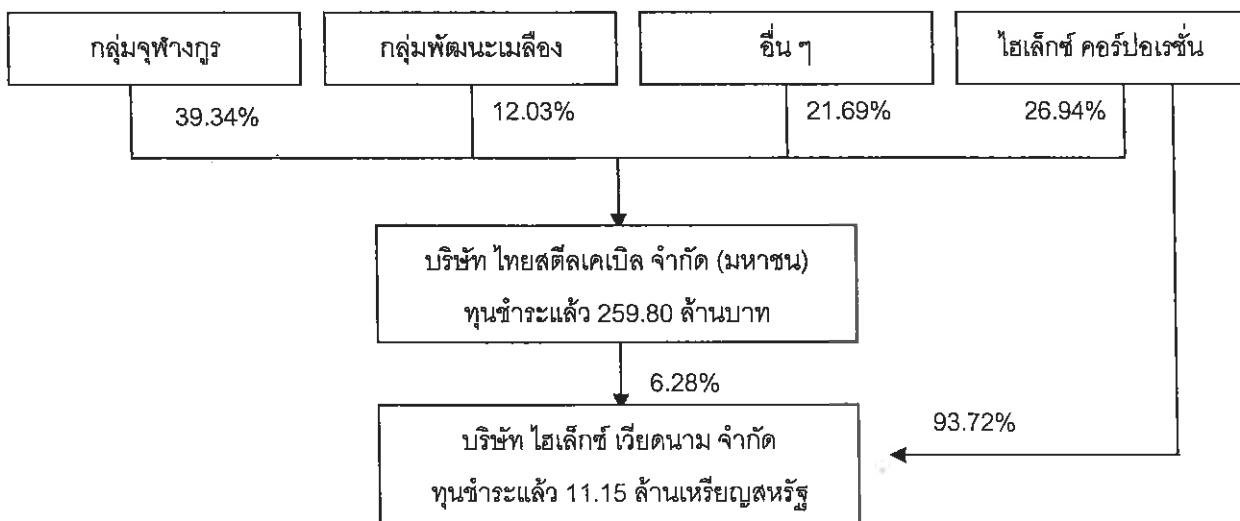 กลุ่มจุฬางกูร
กลุ่มพัฒนะเมลือง
อื่น ๆ
ไฮเล็กซ์ คอร์ปอเรชั่น
39.34%
12.03%
21.69%
26.94%
บริษัท ไทยสตีลเคเบิล จำกัด (มหาชน)
ทุนชำระแล้ว 259.80 ล้านบาท
6.28%
93.72%
บริษัท ไฮเล็กซ์ เวียดนาม จำกัด
ทุนชำระแล้ว 11.15 ล้านเหรียญสหรัฐ